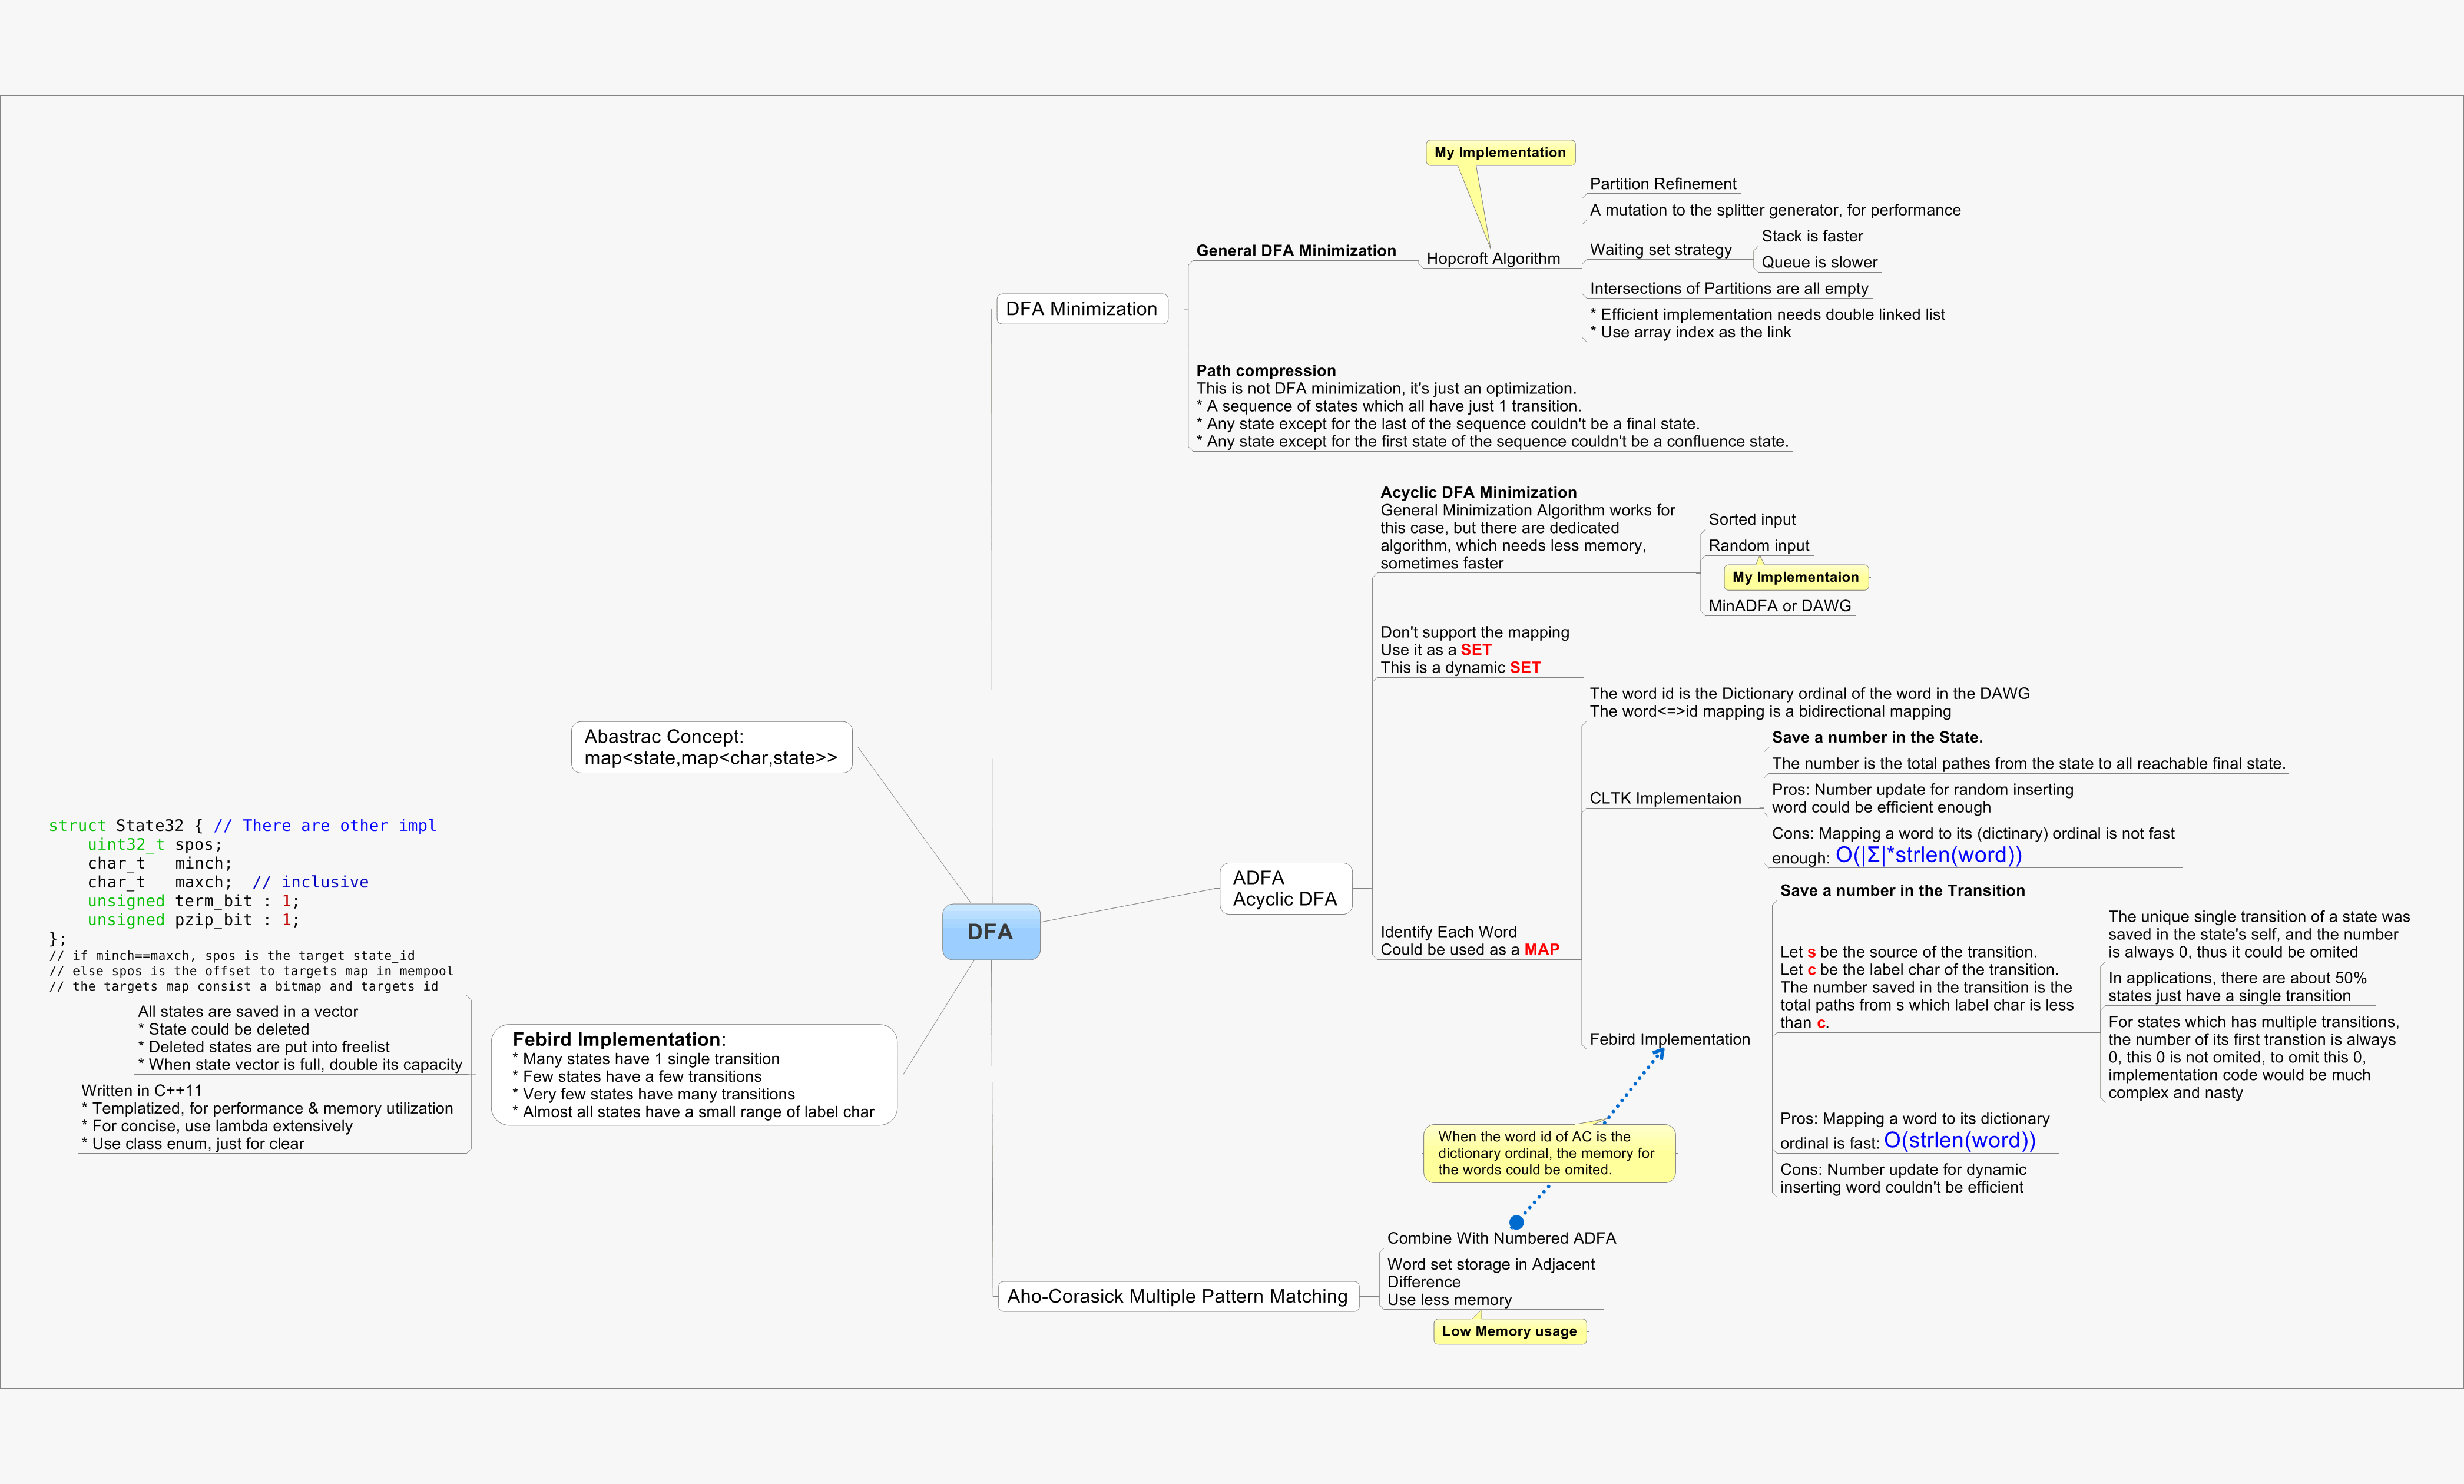 My Implementation
Partition Refinement
A mutation to the splitter generator, for performance
Stack is faster
General DFA Minimization
Hopcroft Algorithm
Waiting set strategy
Queue is slower
Intersections of Partitions are all empty
DFA Minimization
* Efficient implementation needs double linked list
* Use array index as the link
Path compression
This is not DFA minimization, it's just an optimization.
* A sequence of states which all have just 1 transition.
* Any state except for the last of the sequence couldn't be a final state.
* Any state except for the first state of the sequence couldn't be a confluence state.
Acyclic DFA Minimization
General Minimization Algorithm works for
this case, but there are dedicated
algorithm, which needs less memory,
sometimes faster
Sorted input
Random input
My Implementaion
MinADFA or DAWG
Don't support the mapping
Use it as a SET
This is a dynamic SET
The word id is the Dictionary ordinal of the word in the DAWG
The word<=>id mapping is a bidirectional mapping
Save a number in the State.
The number is the total pathes from the state to all reachable final state.
CLTK Implementaion
Pros: Number update for random inserting
word could be efficient enough
Cons: Mapping a word to its (dictinary) ordinal is not fast
enough: O(|Σ|*strlen(word))
ADFA
Acyclic DFA
Identify Each Word
Could be used as a MAP
Save a number in the Transition
Let s be the source of the transition.
Let c be the label char of the transition.
The number saved in the transition is the
total paths from s which label char is less
than c.
The unique single transition of a state was
saved in the state's self, and the number
is always 0, thus it could be omited
In applications, there are about 50%
states just have a single transition
For states which has multiple transitions,
the number of its first transtion is always
0, this 0 is not omited, to omit this 0,
implementation code would be much
complex and nasty
Febird Implementation
Pros: Mapping a word to its dictionary
ordinal is fast: O(strlen(word))
Cons: Number update for dynamic
inserting word couldn't be efficient
When the word id of AC is the
dictionary ordinal, the memory for
the words could be omited.
Combine With Numbered ADFA
Word set storage in Adjacent
Difference
Use less memory
Low Memory usage
Aho-Corasick Multiple Pattern Matching
DFA
Abastrac Concept:
map<state,map<char,state>>
struct State32 { // There are other impl
uint32_t spos;
char_t minch;
char_t maxch; // inclusive
unsigned term_bit : 1;
unsigned pzip_bit : 1;
};
// if minch==maxch, spos is the target state_id
// else spos is the offset to targets map in mempool
// the targets map consist a bitmap and targets id
All states are saved in a vector
* State could be deleted
* Deleted states are put into freelist
* When state vector is full, double its capacity
Written in C++11
* Templatized, for performance & memory utilization
* For concise, use lambda extensively
* Use class enum, just for clear
Febird Implementation:
* Many states have 1 single transition
* Few states have a few transitions
* Very few states have many transitions
* Almost all states have a small range of label char